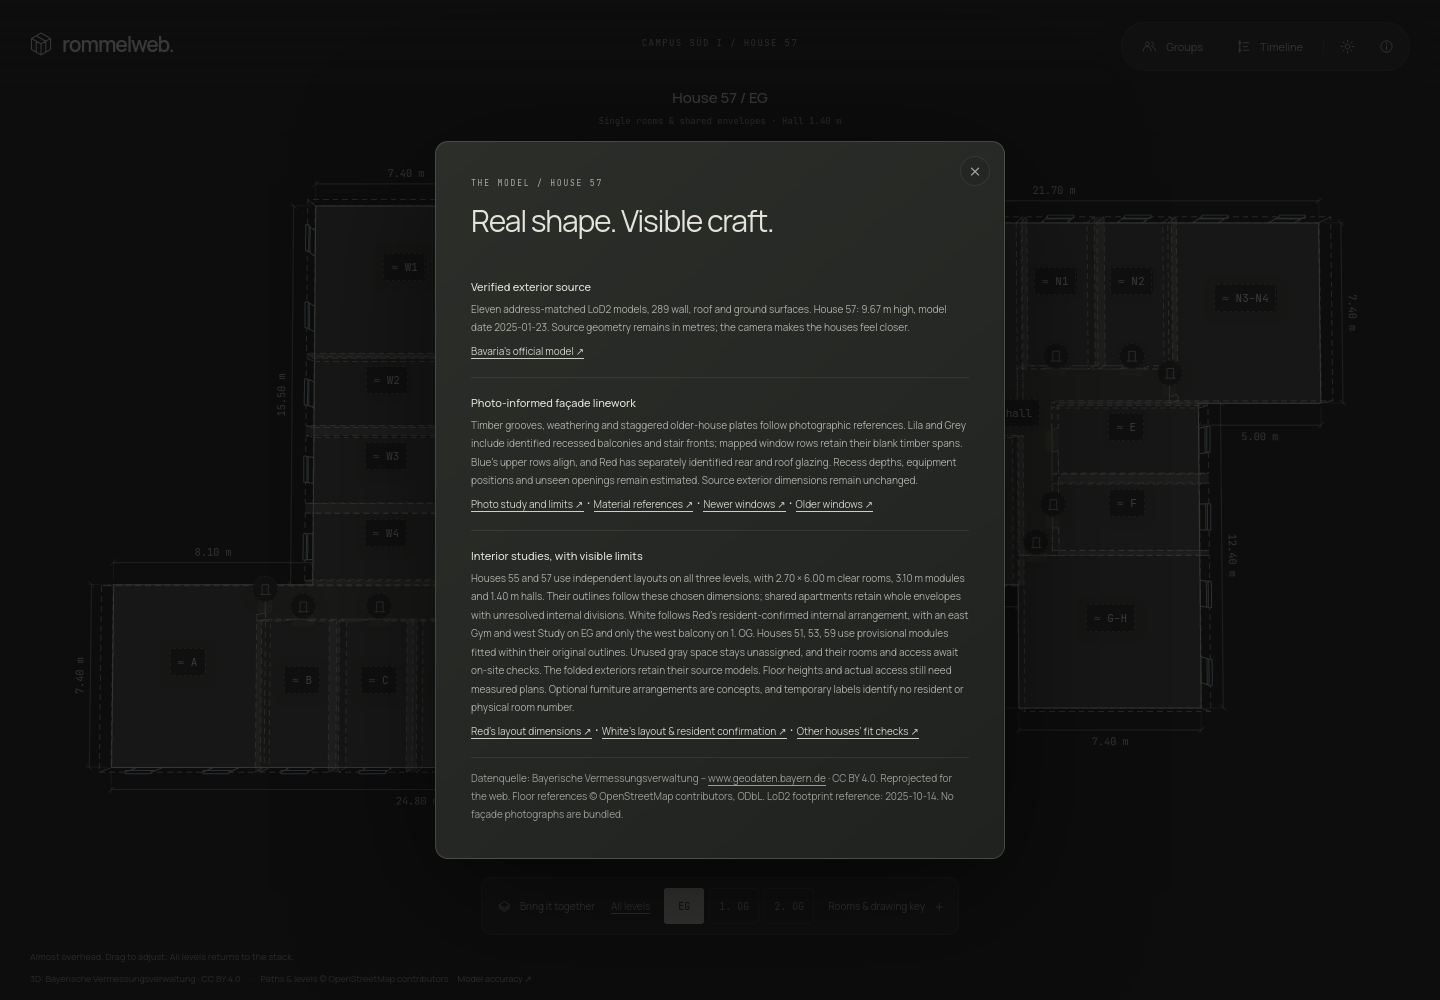 rommelweb.
CAMPUS SÜD I / HOUSE 57
Groups
Timeline
House 57 / EG
Single rooms & shared envelopes · Hall 1.40 m
THE MODEL / HOUSE 57
Real shape. Visible craft.
Verified exterior source
Eleven address-matched LoD2 models, 289 wall, roof and ground surfaces. House 57: 9.67 m high, model
date 2025-01-23. Source geometry remains in metres; the camera makes the houses feel closer.
Bavaria's official model ↗
Photo-informed façade linework
Timber grooves, weathering and staggered older-house plates follow photographic references. Lila and Grey
include identified recessed balconies and stair fronts; mapped window rows retain their blank timber spans.
Blue's upper rows align, and Red has separately identified rear and roof glazing. Recess depths, equipment
positions and unseen openings remain estimated. Source exterior dimensions remain unchanged.
Photo study and limits ↗ · Material references ↗ · Newer windows ↗ · Older windows ↗
Interior studies, with visible limits
Houses 55 and 57 use independent layouts on all three levels, with 2.70 × 6.00 m clear rooms, 3.10 m modules
and 1.40 m halls. Their outlines follow these chosen dimensions; shared apartments retain whole envelopes
with unresolved internal divisions. White follows Red's resident-confirmed internal arrangement, with an east
Gym and west Study on EG and only the west balcony on 1. OG. Houses 51, 53, 59 use provisional modules
fitted within their original outlines. Unused gray space stays unassigned, and their rooms and access await
on-site checks. The folded exteriors retain their source models. Floor heights and actual access still need
measured plans. Optional furniture arrangements are concepts, and temporary labels identify no resident or
physical room number.
Red's layout dimensions ↗ · White's layout & resident confirmation ↗ · Other houses' fit checks ↗
Datenquelle: Bayerische Vermessungsverwaltung – www.geodaten.bayern.de · CC BY 4.0. Reprojected for
the web. Floor references © OpenStreetMap contributors, ODbL. LoD2 footprint reference: 2025-10-14. No
façade photographs are bundled.
7.40 m
15.50 m
≈ W1
≈ W2
≈ W3
≈ W4
8.10 m
7.40 m
≈ A
≈ B
≈ C
24.80 m
21.70 m
≈ N1
≈ N2
≈ N3–N4
7.40 m
hall
≈ E
5.00 m
≈ F
12.40 m
≈ G–H
7.40 m
Bring it together
All levels
EG
1. OG
2. OG
Rooms & drawing key +
Almost overhead. Drag to adjust. All levels returns to the stack.
3D: Bayerische Vermessungsverwaltung · CC BY 4.0
Paths & levels © OpenStreetMap contributors
Model accuracy ↗